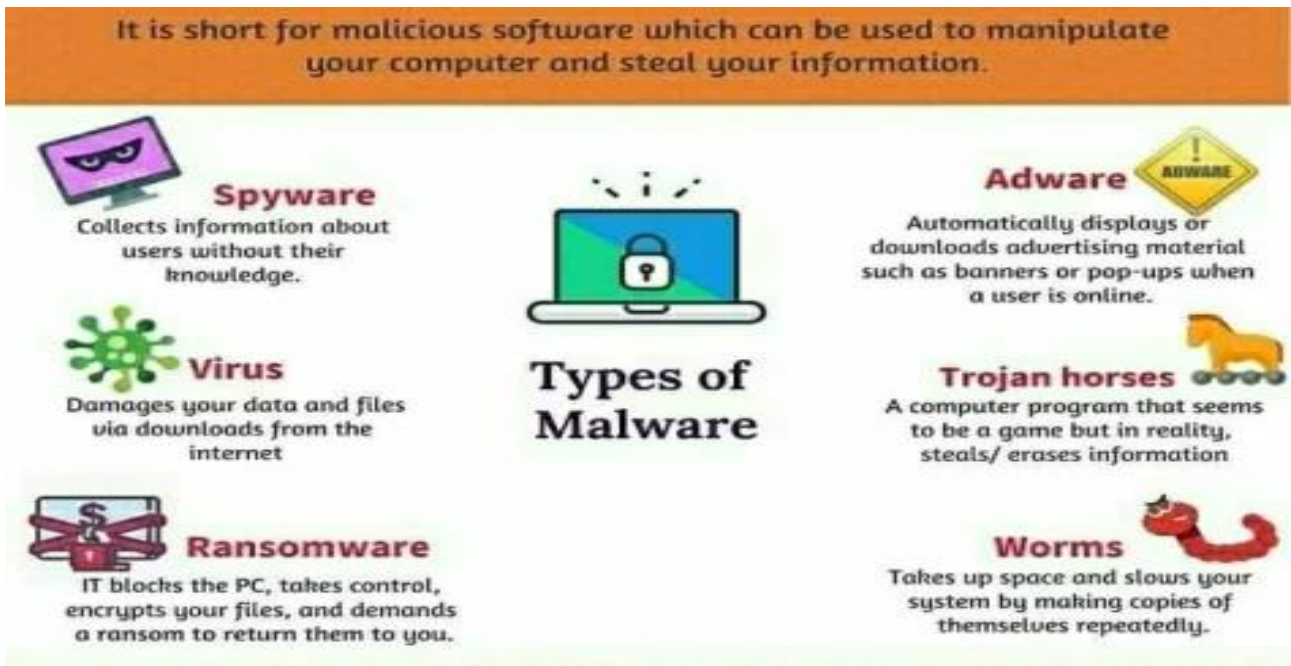 It is short for malicious software which can be used to manipulate
your computer and steal your information.
Spyware
Collects information about
users without their
knowledge.
Virus
Damages your data and files
via downloads from the
internet
Ransomware
IT blocks the PC, takes control,
encrypts your files, and demands
a ransom to return them to you.
Types of
Malware
Adware
ADWARE
Automatically displays or
downloads advertising material
such as banners or pop-ups when
a user is online.
Trojan horses
A computer program that seems
to be a game but in reality,
steals/ erases information
Worms
Takes up space and slows your
system by making copies of
themselves repeatedly.